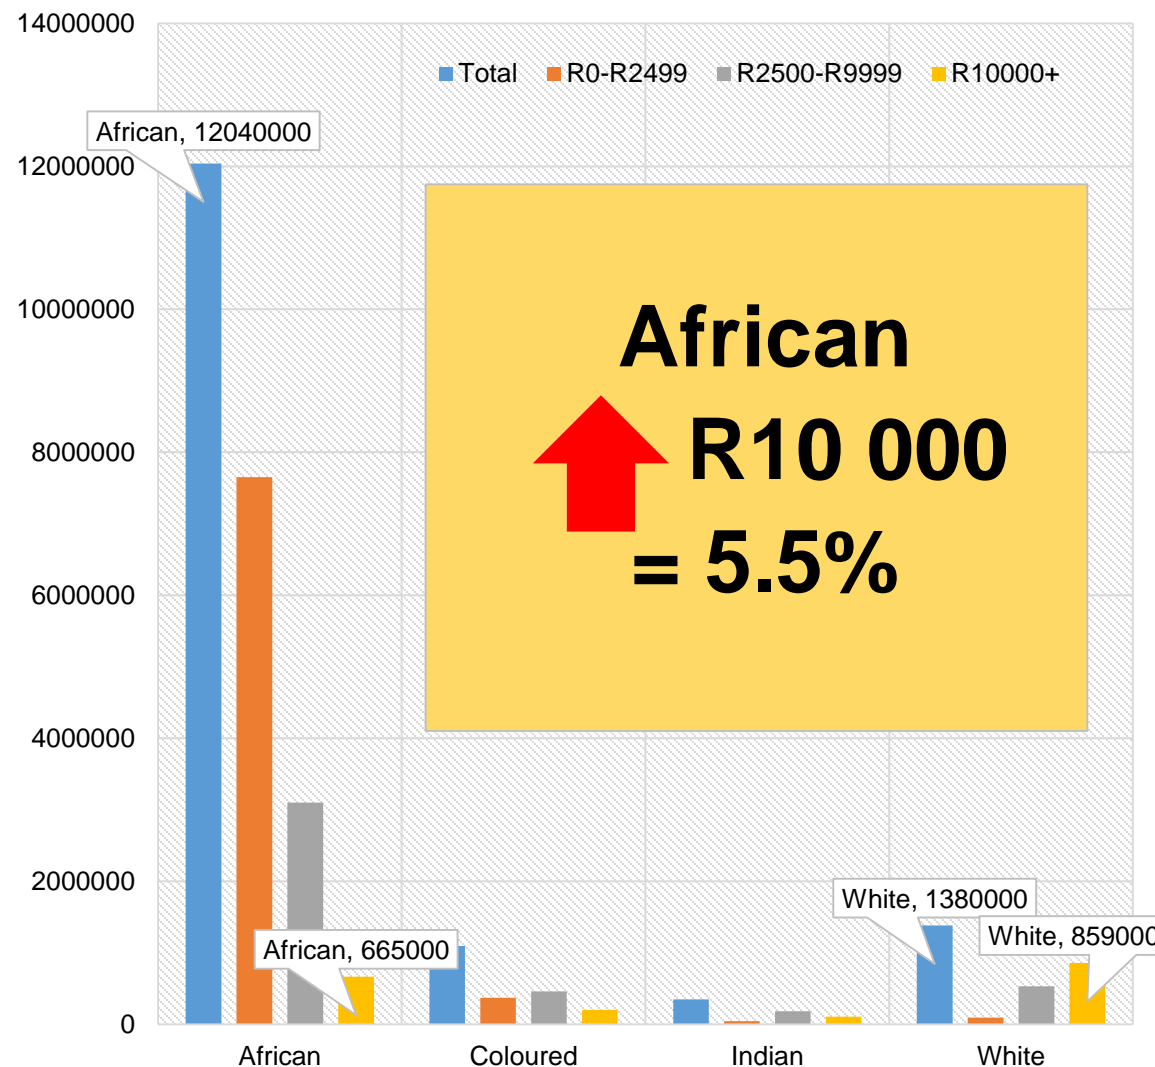 14000000
Total R0-R2499 R2500-R9999 R10000+
African, 12040000
12000000
10000000
African
R10 000
= 5.5%
8000000
6000000
4000000
2000000
White, 1380000
White, 859000
African, 665000
0
African Coloured Indian White